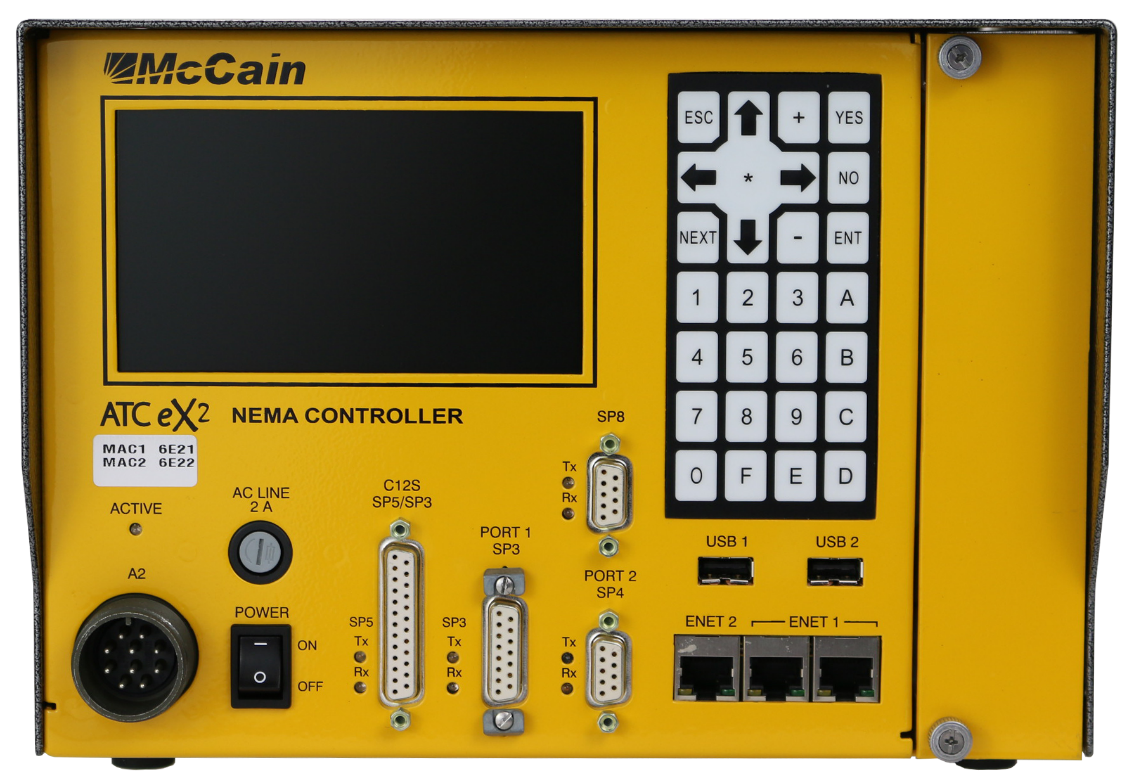 McCain
ESC + YES
* NO
NEXT - ENT
1 2 3 A
4 5 6 B
7 8 9 C
0 F E D
ATC eX2 NEMA CONTROLLER
MAC1 6E21
MAC2 6E22
ACTIVE
A2
AC LINE
2 A
POWER
ON
OFF
C12S
SP5/SP3
SP5
Tx
Rx
PORT 1
SP3
SP3
Tx
Rx
SP8
Tx
Rx
PORT 2
SP4
Tx
Rx
USB 1 USB 2
ENET 2 ENET 1